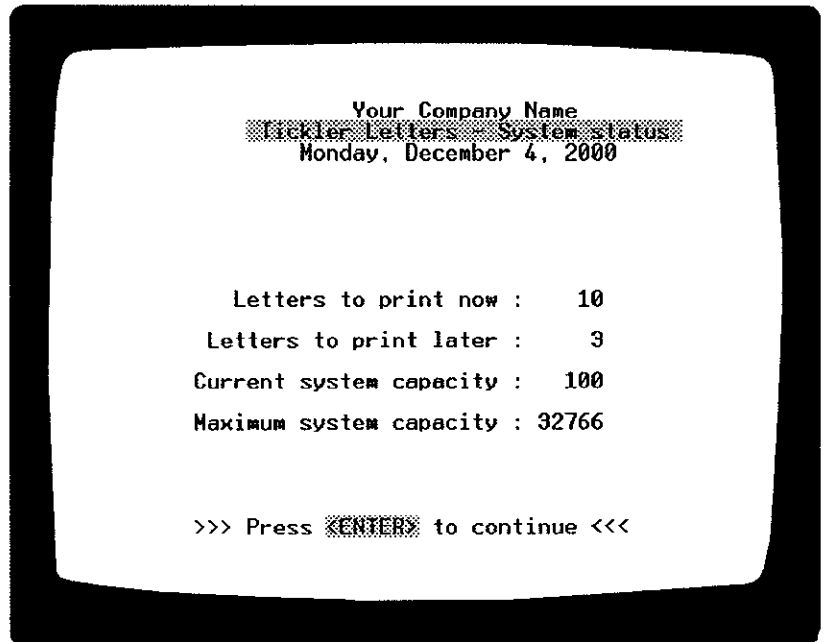 Your Company Name
Tickler Letters - System status
Monday, December 4, 2000
Letters to print now : 10
Letters to print later : 3
Current system capacity : 100
Maximum system capacity : 32766
>>> Press <ENTER> to continue <<<